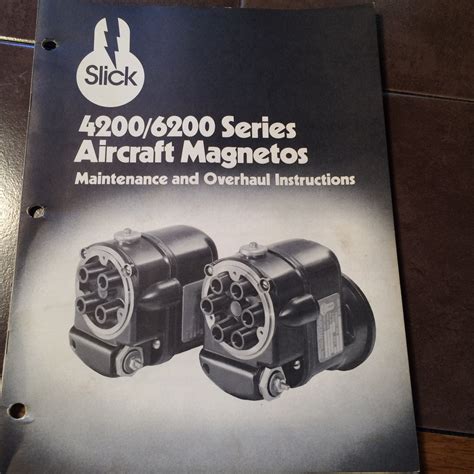 Slick
4200/6200 Series
Aircraft Magnetos
Maintenance and Overhaul Instructions